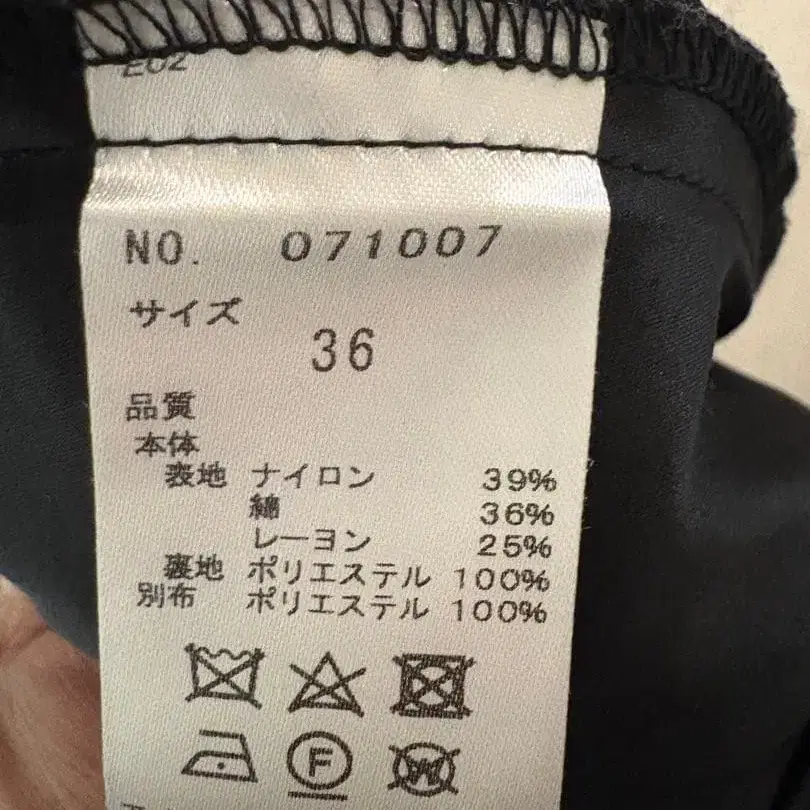 E02
NO. 071007
サイズ
36
品質
本体
表地 ナイロン 39%
綿 36%
レーヨン 25%
裏地 ポリエステル 100%
別布 ポリエステル 100%
F
W